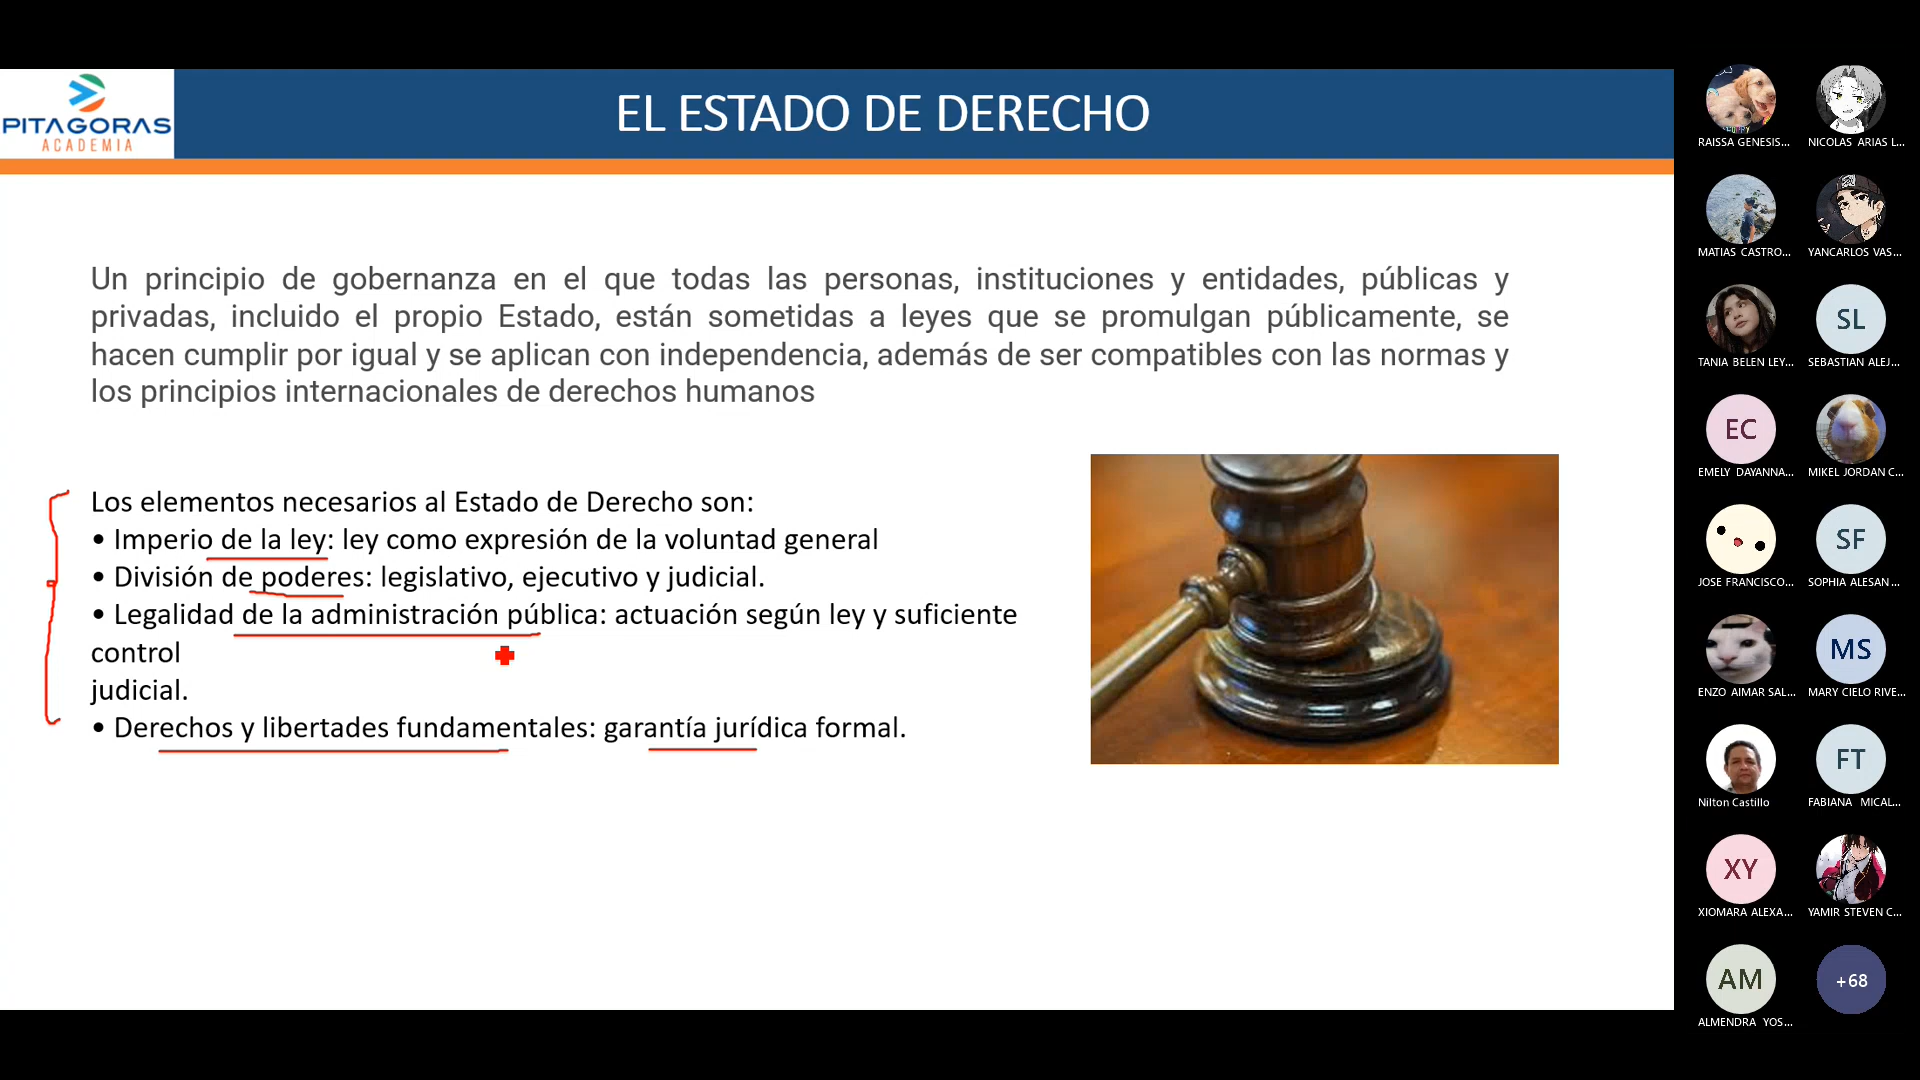 PITAGORAS
ACADEMIA
EL ESTADO DE DERECHO
Un principio de gobernanza en el que todas las personas, instituciones y entidades, públicas y
privadas, incluido el propio Estado, están sometidas a leyes que se promulgan públicamente, se
hacen cumplir por igual y se aplican con independencia, además de ser compatibles con las normas y
los principios internacionales de derechos humanos
Los elementos necesarios al Estado de Derecho son:
• Imperio de la ley: ley como expresión de la voluntad general
• División de poderes: legislativo, ejecutivo y judicial.
• Legalidad de la administración pública: actuación según ley y suficiente
control
judicial.
• Derechos y libertades fundamentales: garantía jurídica formal.
RAISSA GENESIS...
NICOLAS ARIAS L...
MATIAS CASTRO...
YANCARLOS VAS...
TANIA BELEN LEY...
SL
SEBASTIAN ALEJ...
EC
EMELY DAYANNA...
MIKEL JORDAN C...
JOSE FRANCISCO...
SF
SOPHIA ALESAN...
ENZO AIMAR SAL...
MS
MARY CIELO RIVE...
Nilton Castillo
FT
FABIANA MICAL...
XY
XIOMARA ALEXA...
YAMIR STEVEN C...
AM
ALMENDRA YOS...
+68